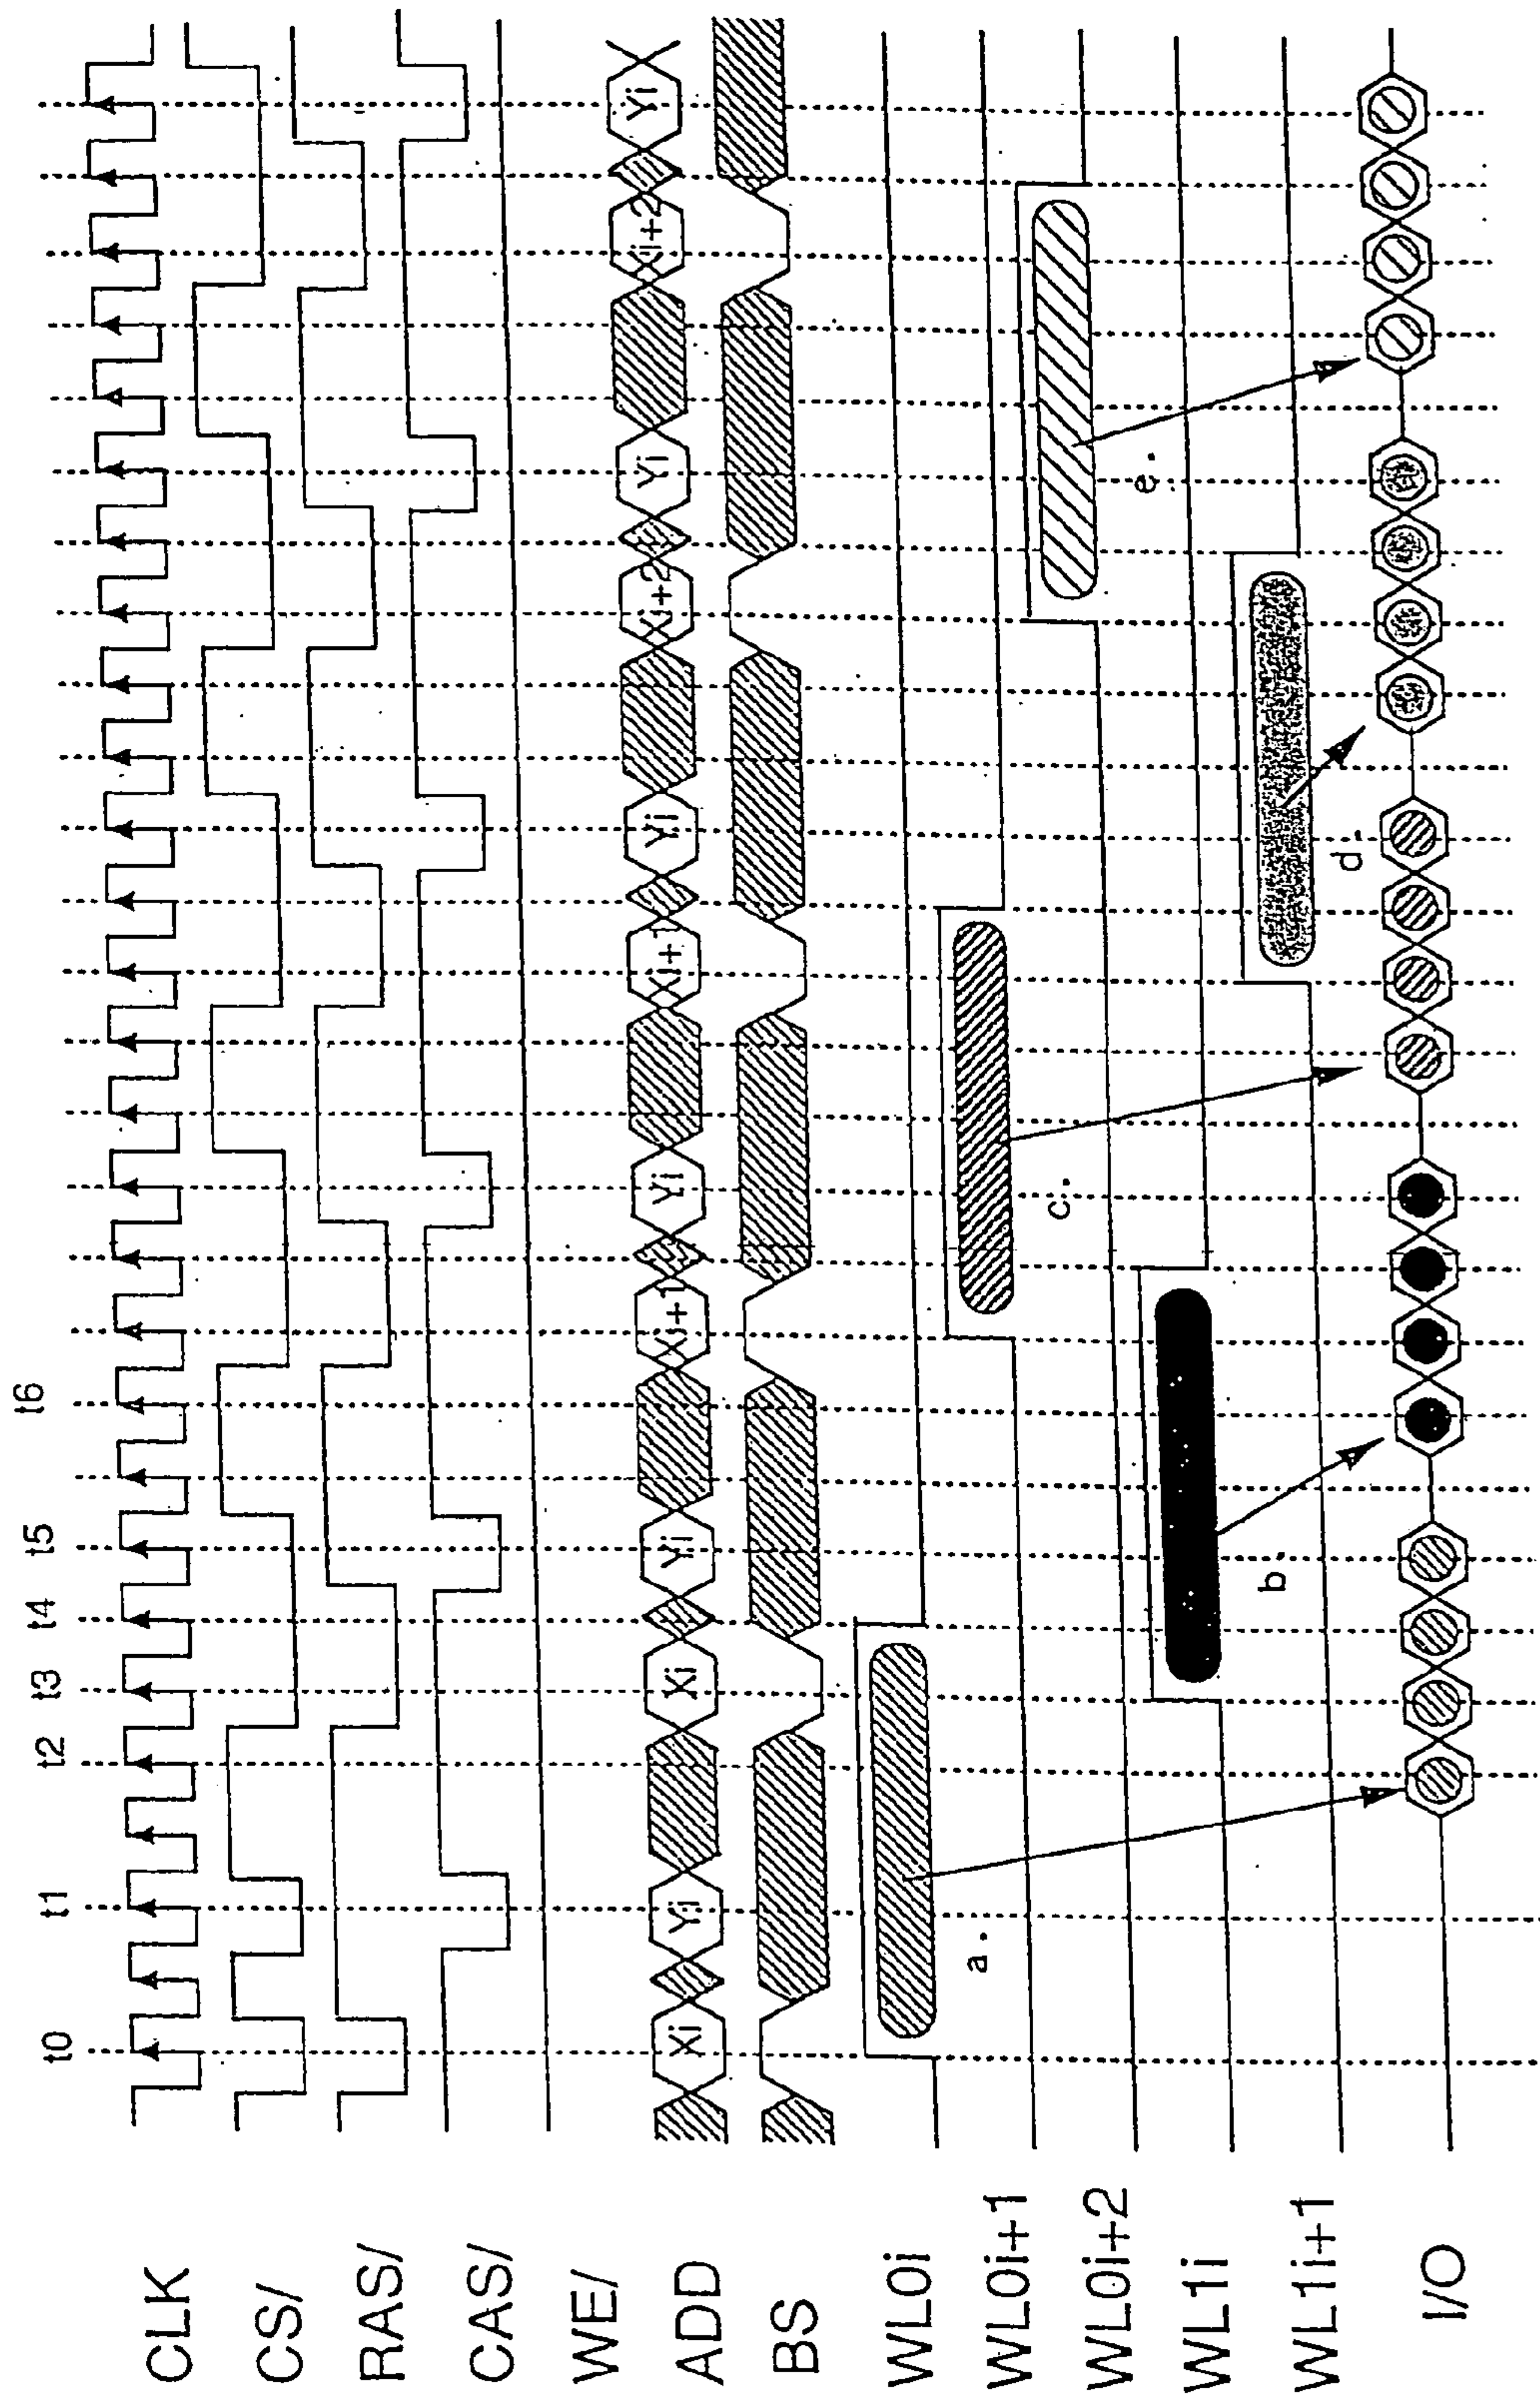 t0 t1 t2 t3 t4 t5 t6
CLK
CS/
RAS/
CAS/
WE/
ADD Xi Yi Xi Yi Xi+1 Yi Xi+1 Yi Xi+2 Yi Xi+2 Yi
BS
WL0i
a.
WL0i+1
c.
WL0i+2
e.
WL1i
b.
WL1i+1
d.
I/O